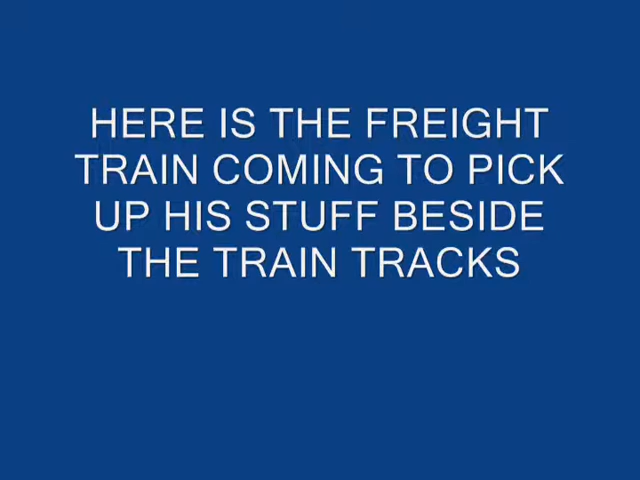 HERE IS THE FREIGHT
TRAIN COMING TO PICK
UP HIS STUFF BESIDE
THE TRAIN TRACKS